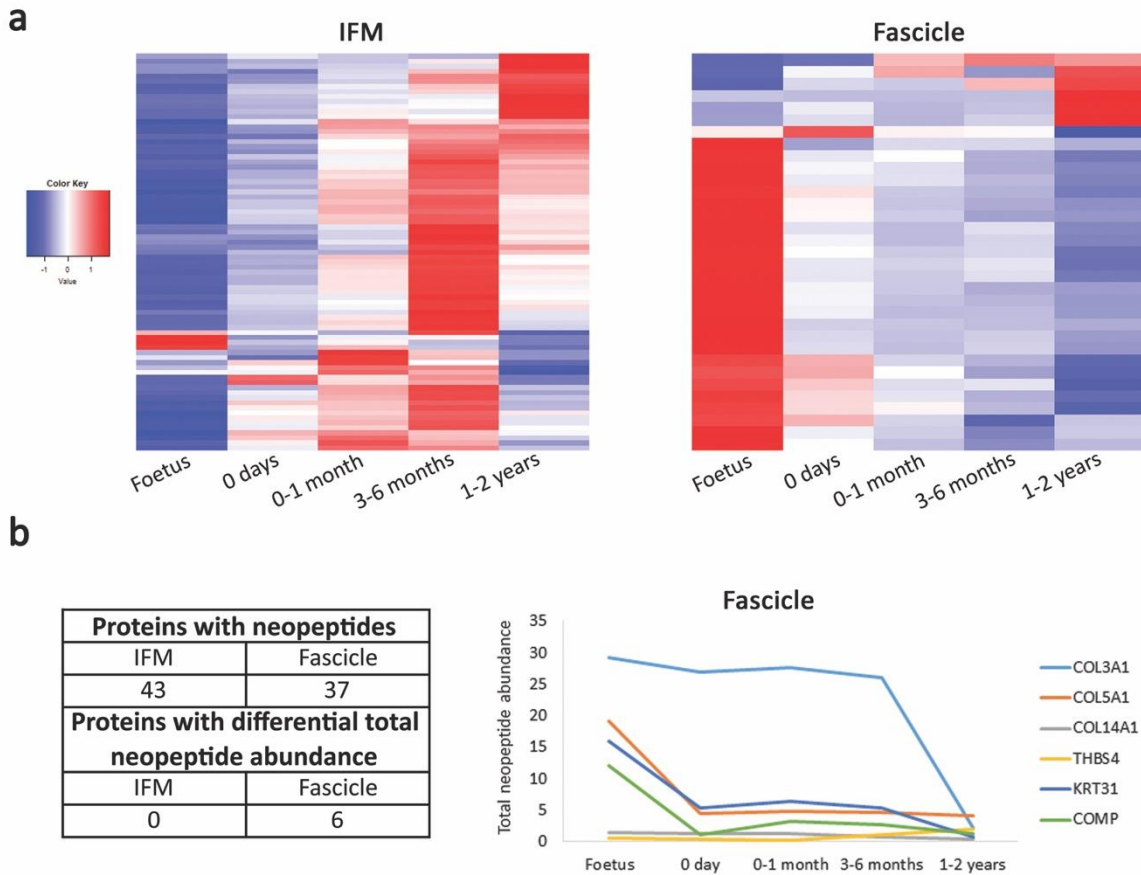 a
IFM
Fascicle
Color Key
-1 0 1
Value
Foetus
0 days
0-1 month
3-6 months
1-2 years
Foetus
0 days
0-1 month
3-6 months
1-2 years
b
Proteins with neopeptides
IFM Fascicle
43 37
Proteins with differential total
neopeptide abundance
IFM Fascicle
0 6
Fascicle
Total neopeptide abundance
35
30
25
20
15
10
5
0
Foetus 0 day 0-1 month 3-6 months 1-2 years
COL3A1
COL5A1
COL14A1
THBS4
KRT31
COMP